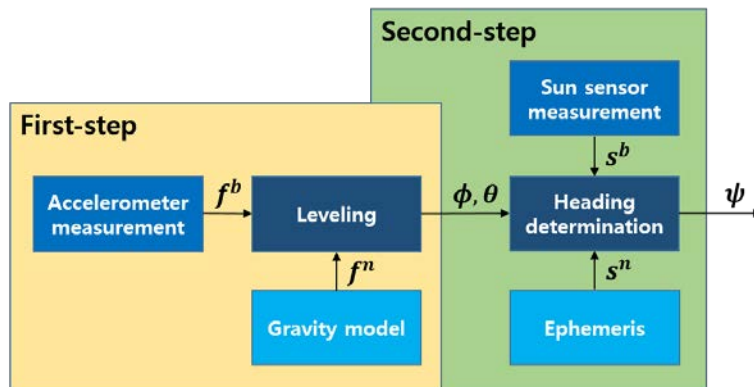 Second-step
Sun sensor
measurement
First-step
s^b
Accelerometer
measurement
f^b
Leveling
ϕ, θ
Heading
determination
ψ
f^n
s^n
Gravity model
Ephemeris